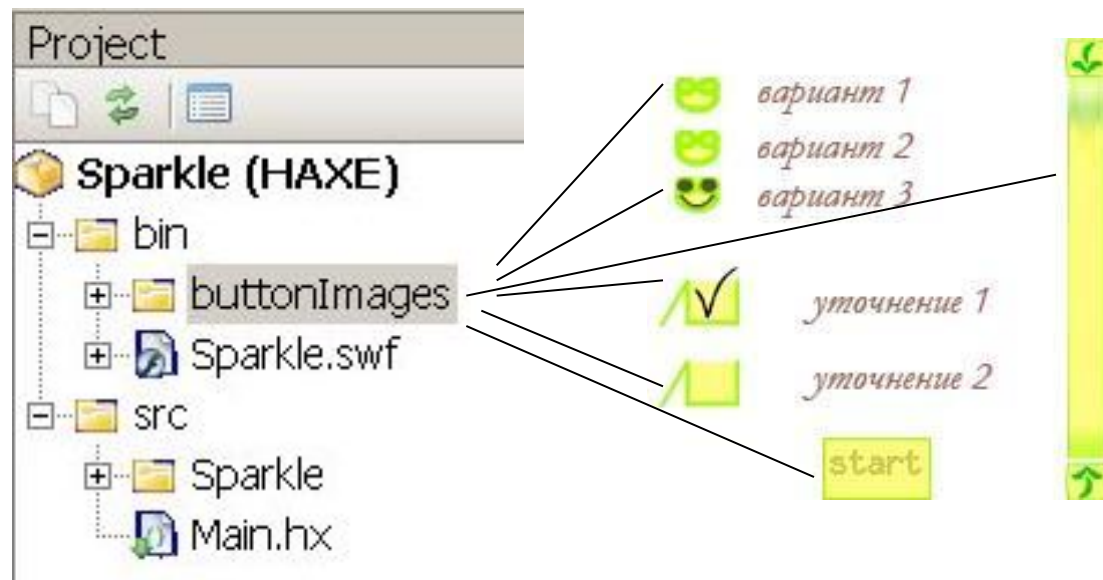 Project
Sparkle (HAXE)
bin
buttonImages
Sparkle.swf
src
Sparkle
Main.hx
вариант 1
вариант 2
вариант 3
уточнение 1
уточнение 2
start